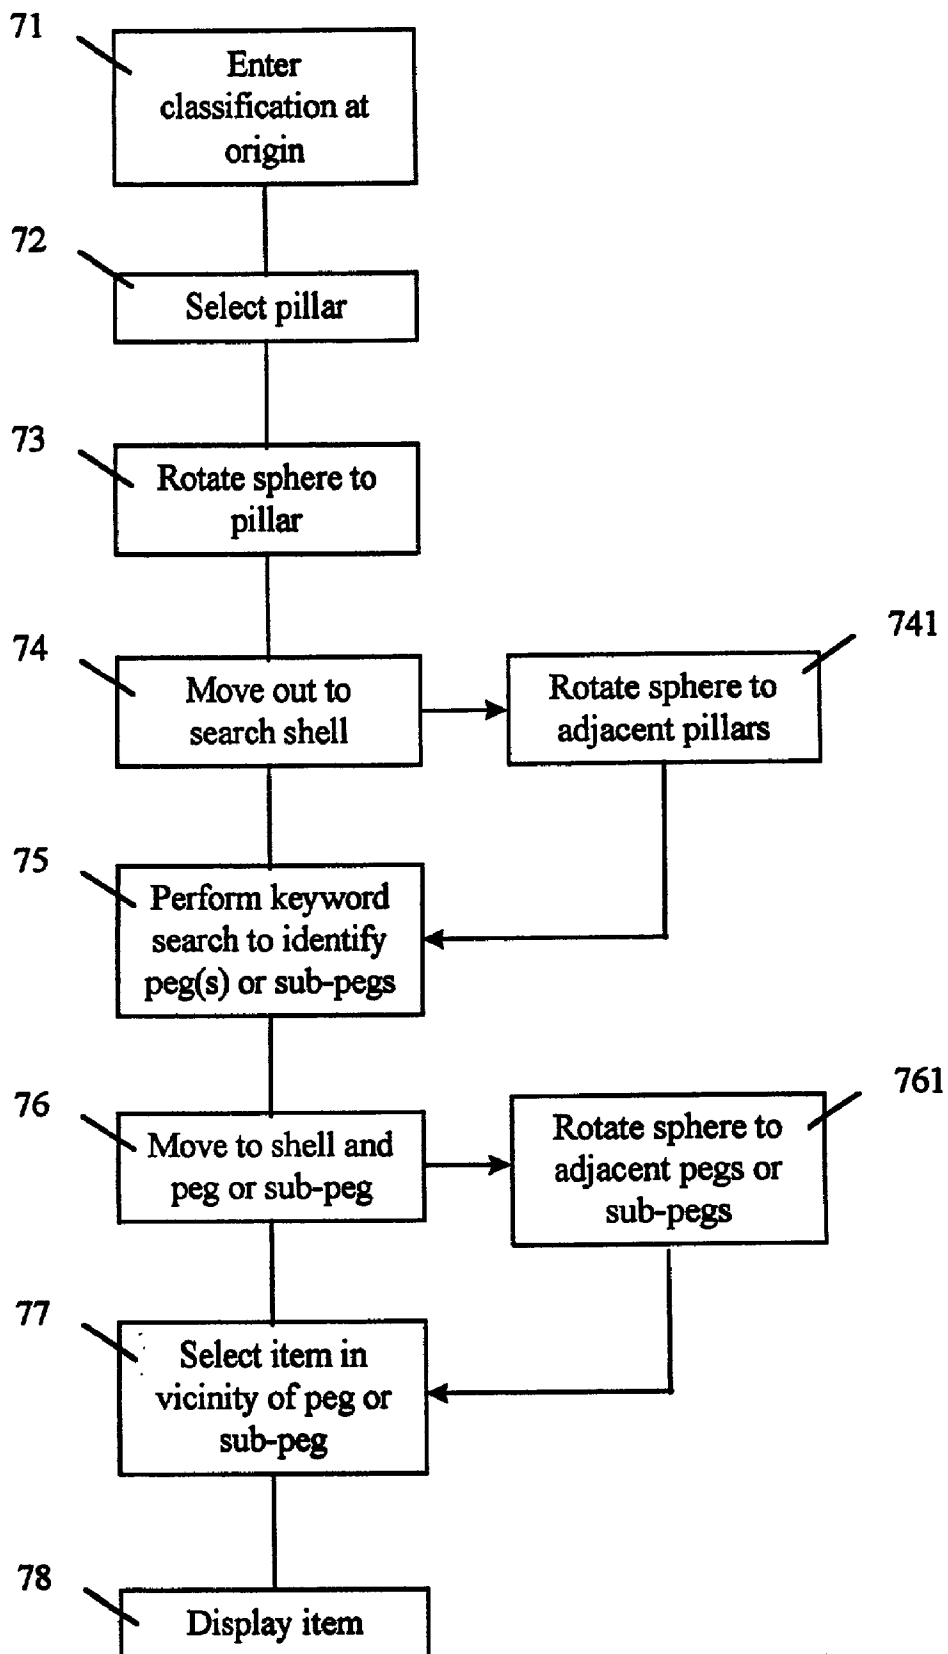 71
Enter
classification at
origin
72
Select pillar
73
Rotate sphere to
pillar
74
Move out to
search shell
741
Rotate sphere to
adjacent pillars
75
Perform keyword
search to identify
peg(s) or sub-pegs
76
Move to shell and
peg or sub-peg
761
Rotate sphere to
adjacent pegs or
sub-pegs
77
Select item in
vicinity of peg or
sub-peg
78
Display item